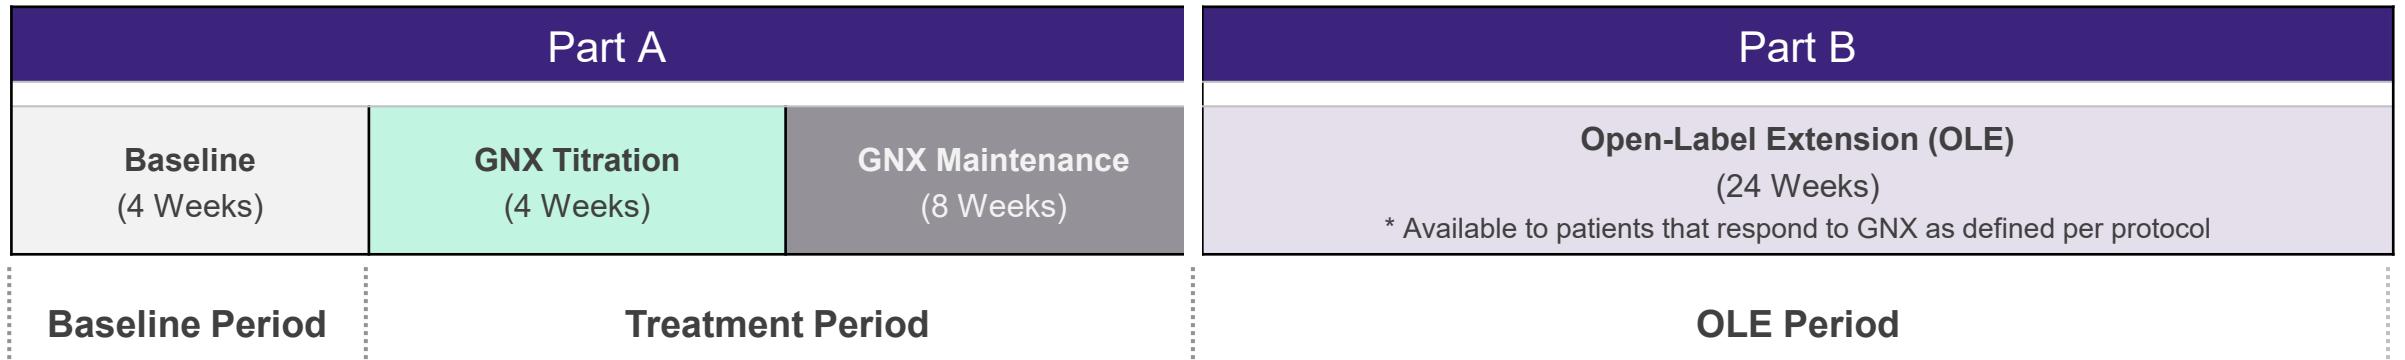 Part A
Part B
Baseline
(4 Weeks)
GNX Titration
(4 Weeks)
GNX Maintenance
(8 Weeks)
Open-Label Extension (OLE)
(24 Weeks)
* Available to patients that respond to GNX as defined per protocol
Baseline Period
Treatment Period
OLE Period